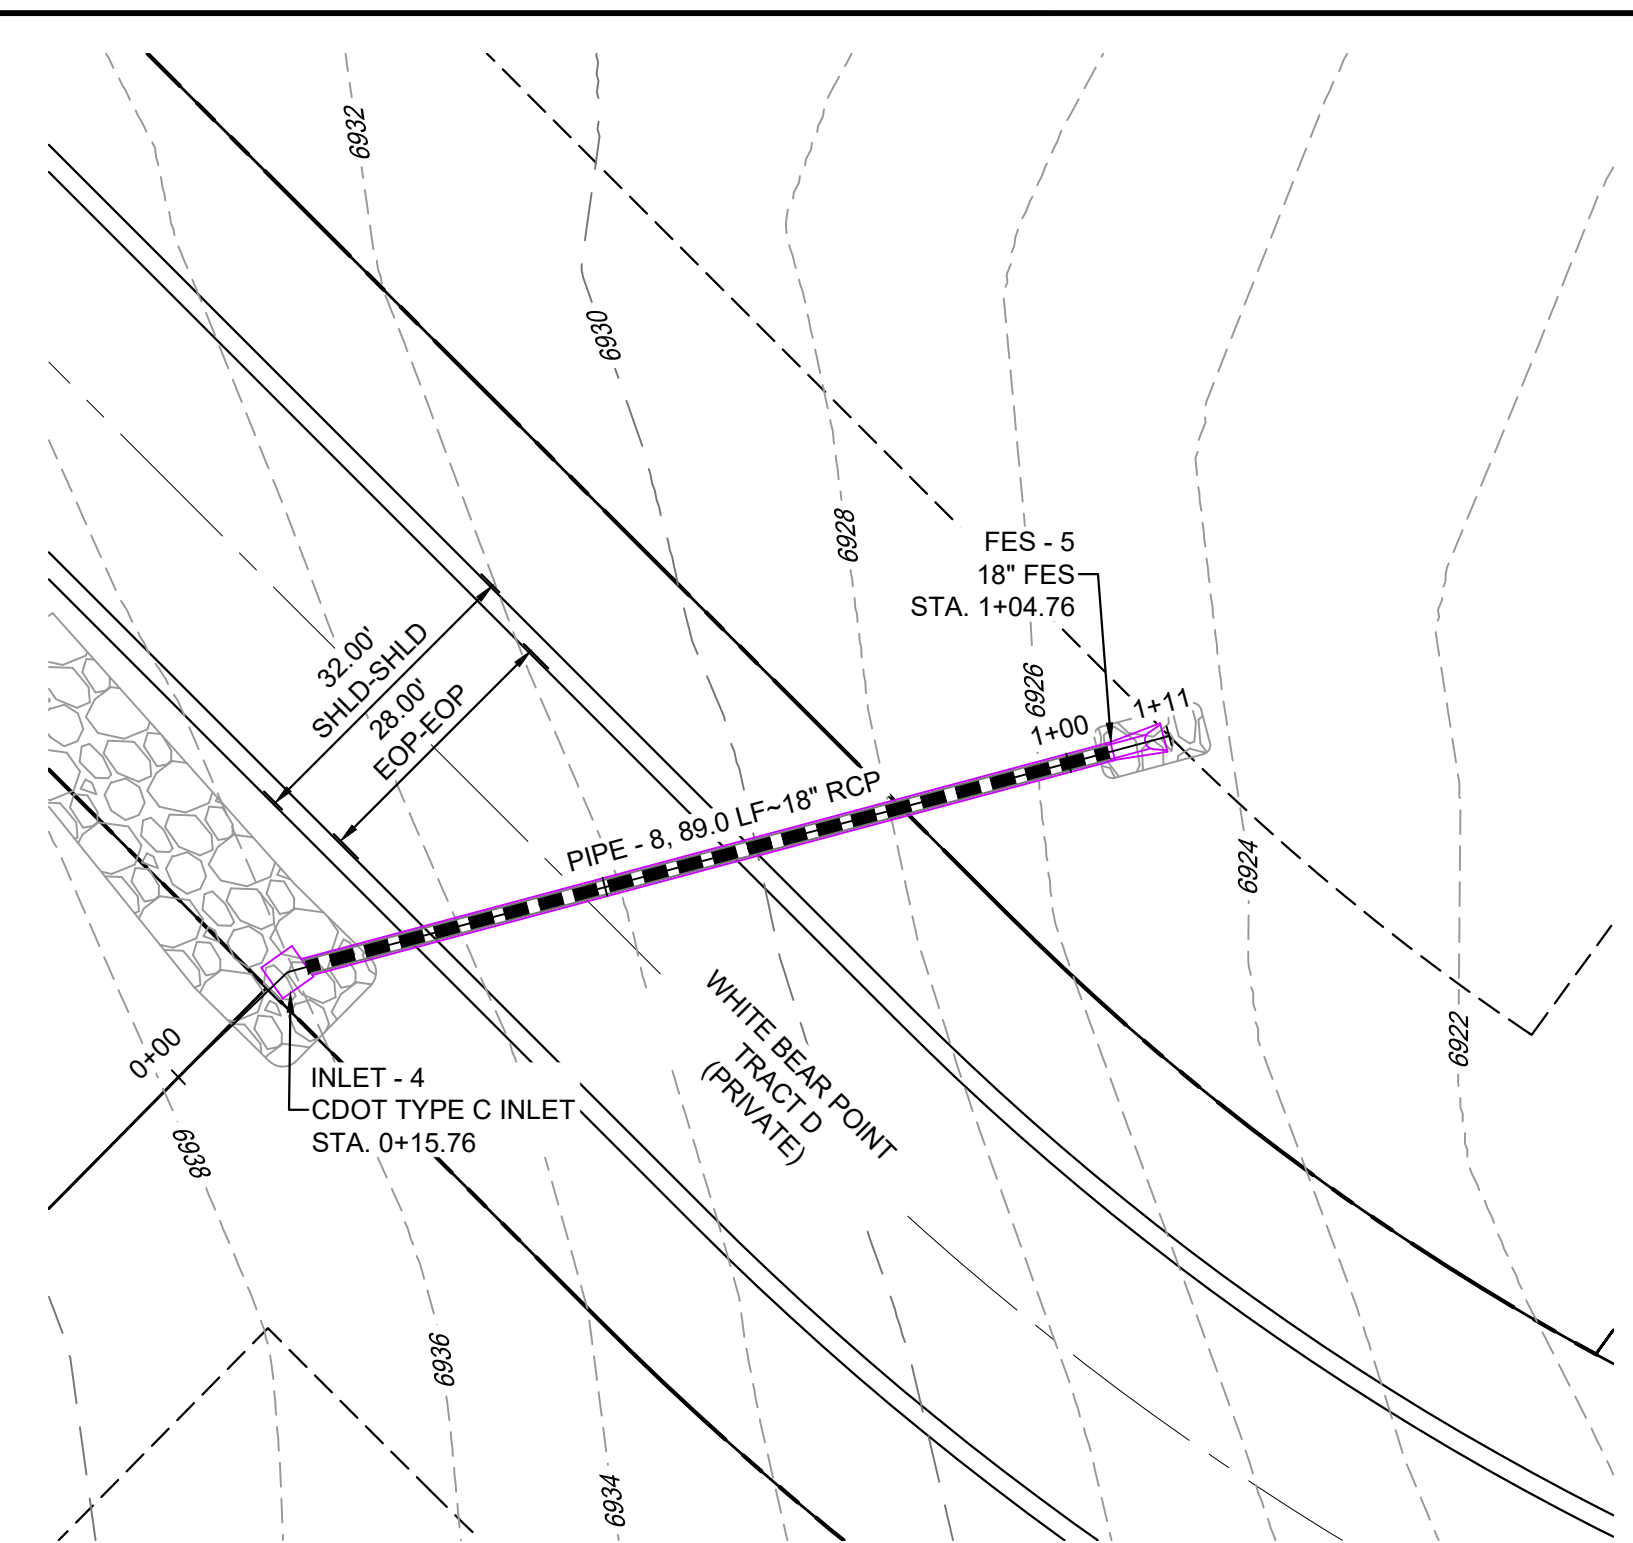 6932
6930
6928
FES - 5
18" FES
STA. 1+04.76
32.00'
SHLD-SHLD
28.00'
EOP-EOP
6926
1+00
1+11
PIPE - 8, 89.0 LF~18" RCP
6924
WHITE BEAR POINT
TRACT D
(PRIVATE)
6922
0+00
INLET - 4
CDOT TYPE C INLET
STA. 0+15.76
6938
6936
6934